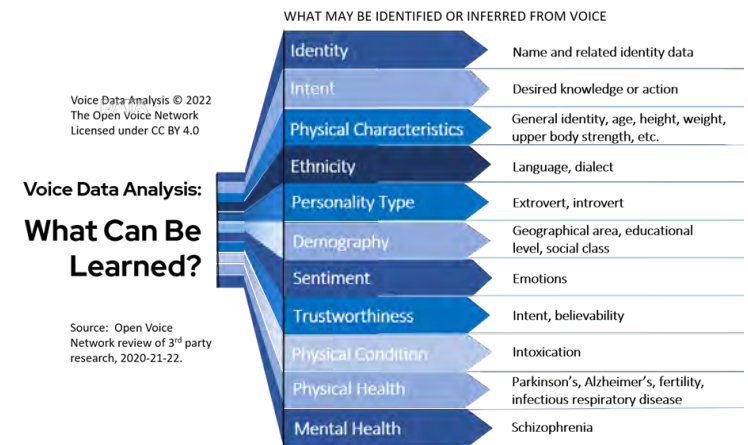 WHAT MAY BE IDENTIFIED OR INFERRED FROM VOICE
Identity
Name and related identity data
Intent
Desired knowledge or action
Voice Data Analysis © 2022
The Open Voice Network
Licensed under CC BY 4.0
DATA
Physical Characteristics
General identity, age, height, weight,
upper body strength, etc.
Ethnicity
Language, dialect
Voice Data Analysis:
What Can Be
Learned?
Personality Type
Extrovert, introvert
Demography
Geographical area, educational
level, social class
Sentiment
Emotions
Trustworthiness
Intent, believability
Source:  Open Voice
Network review of 3rd party
research, 2020-21-22.
Physical Condition
Intoxication
Physical Health
Parkinson's, Alzheimer's, fertility,
infectious respiratory disease
Mental Health
Schizophrenia